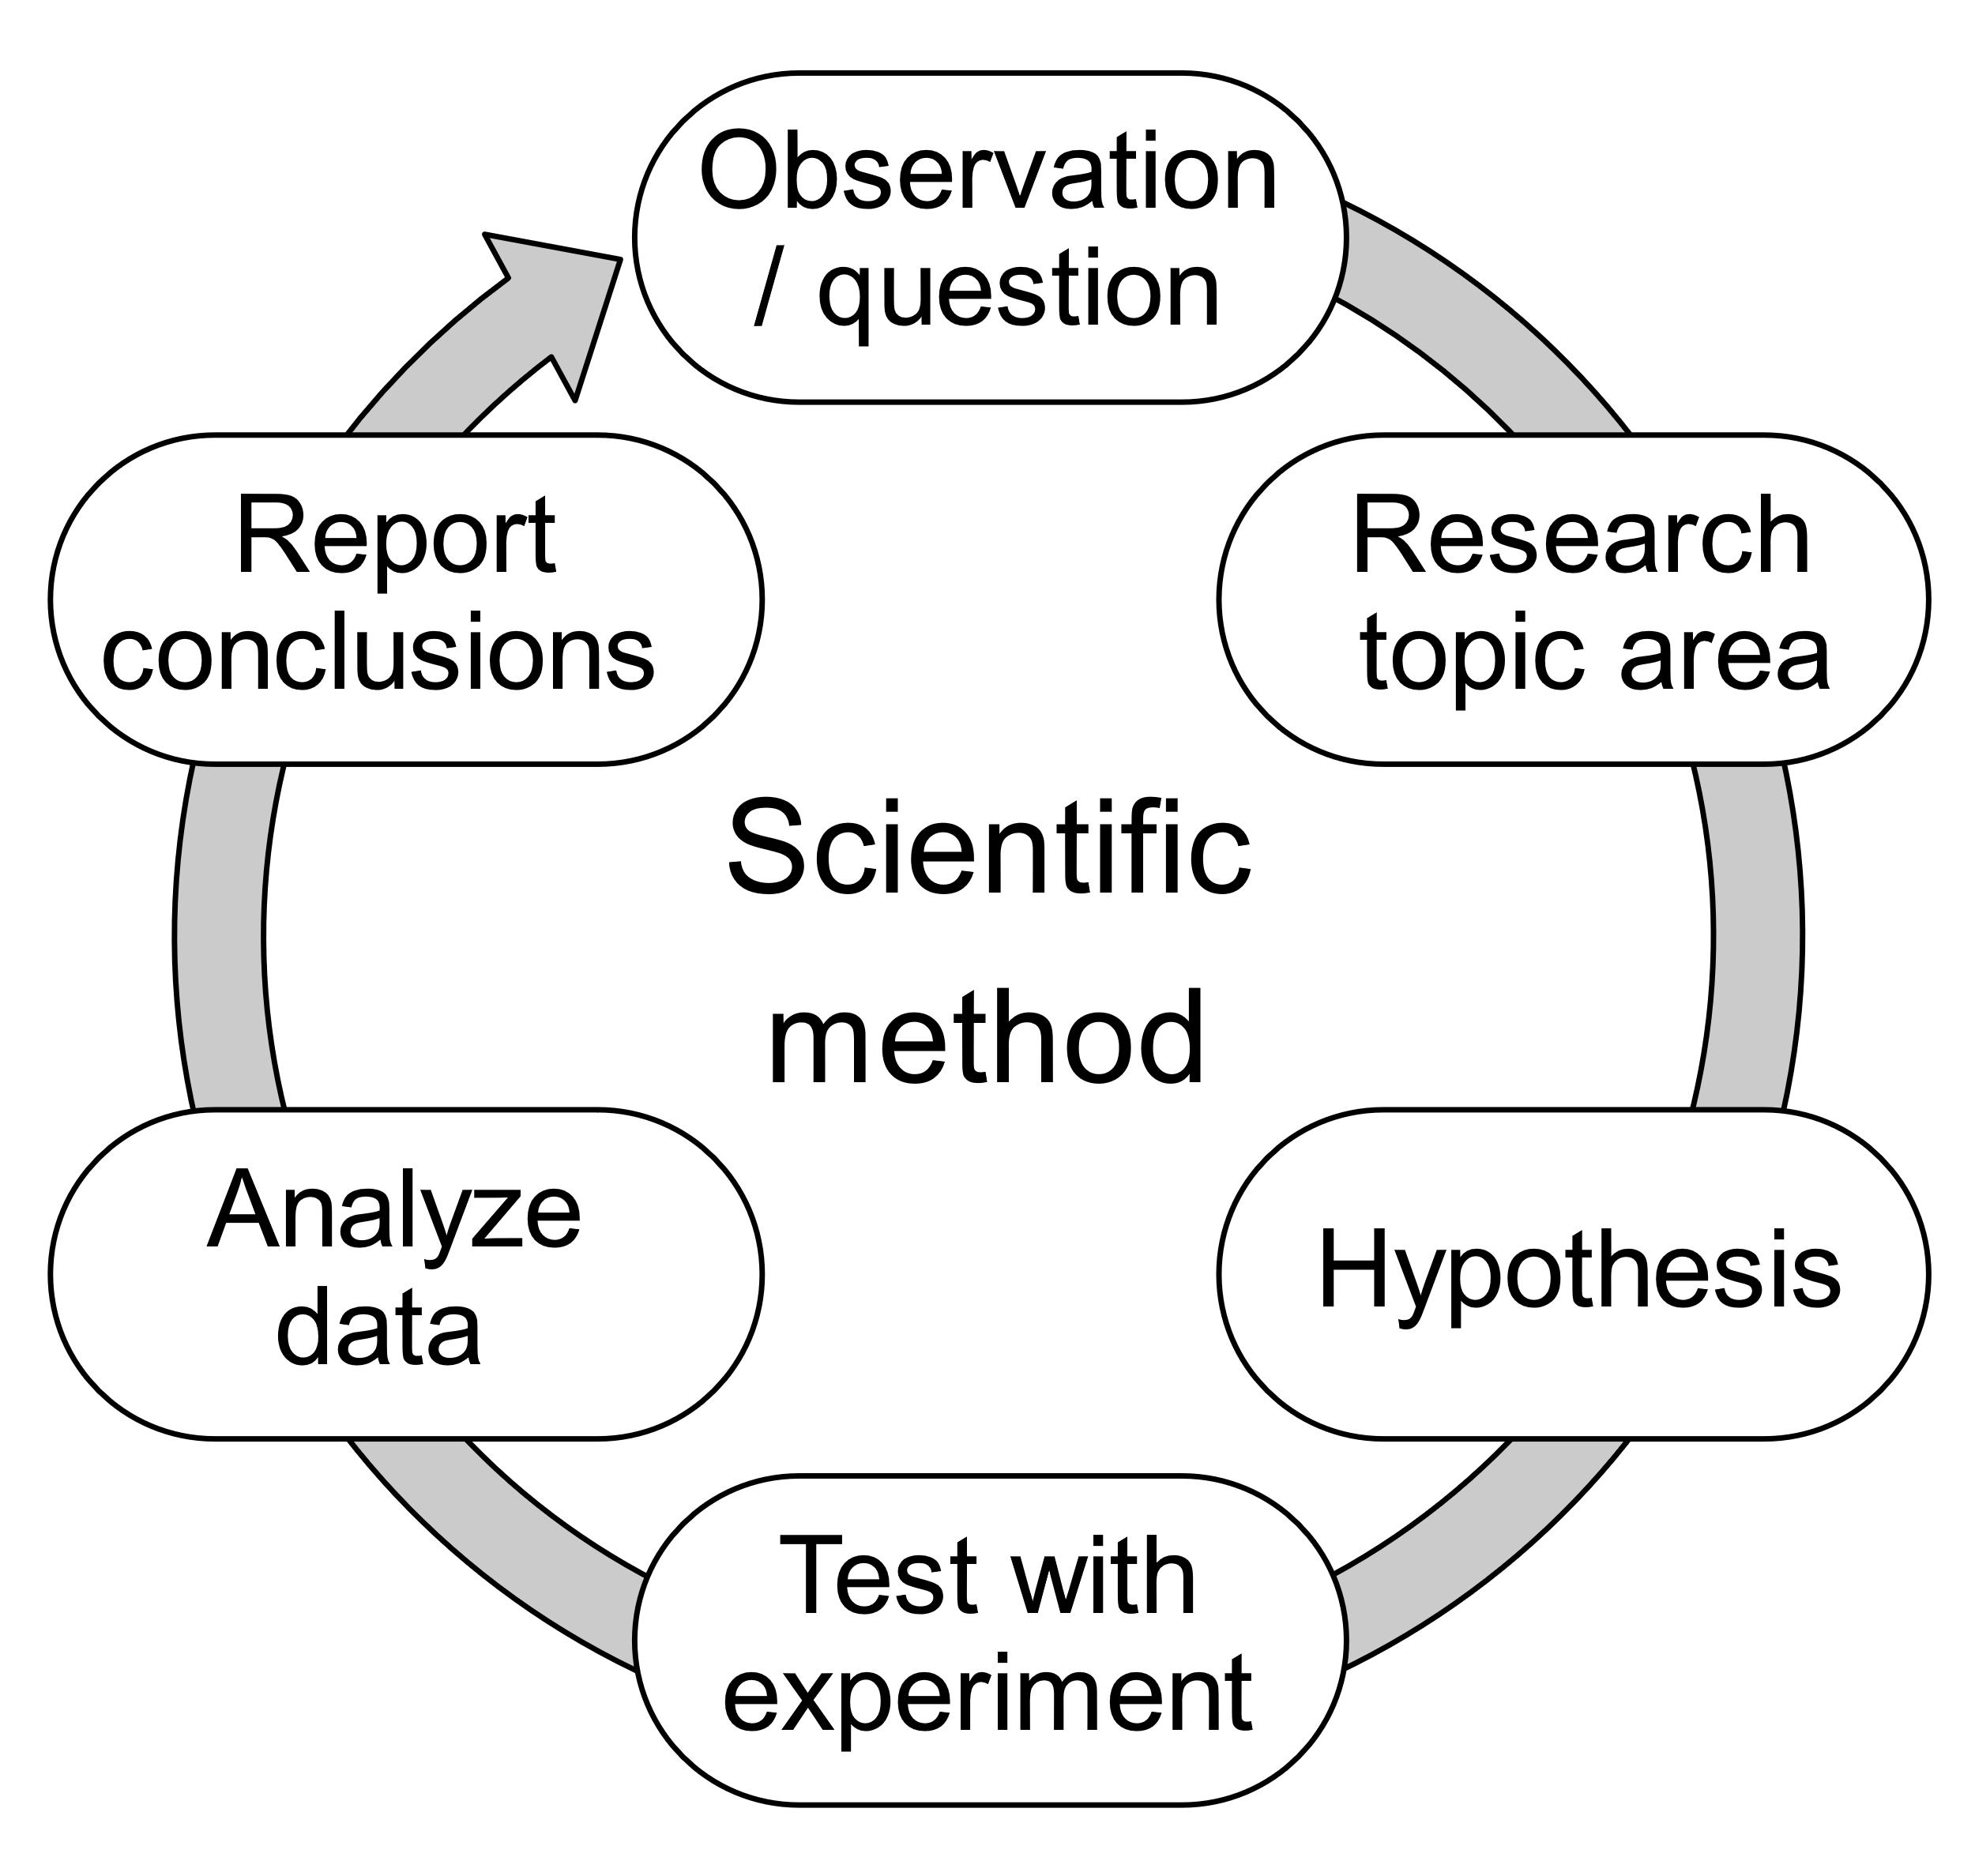 Observation
/ question
Research
topic area
Hypothesis
Test with
experiment
Analyze
data
Report
conclusions
Scientific
method